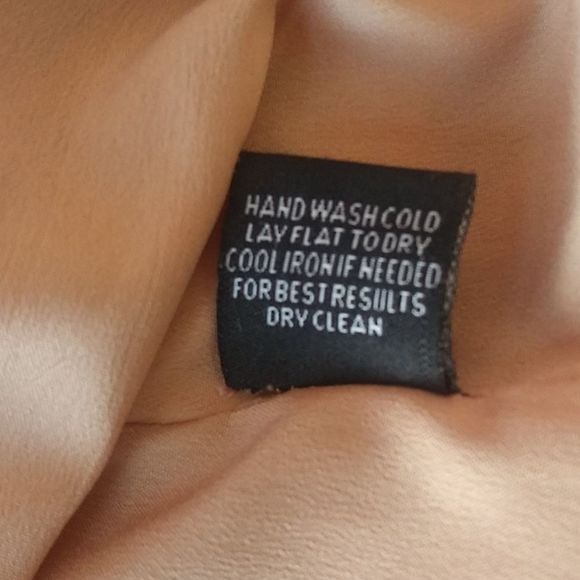 HAND WASH COLD
LAY FLAT TO DRY
COOL IRON IF NEEDED
FOR BEST RESULTS
DRY CLEAN